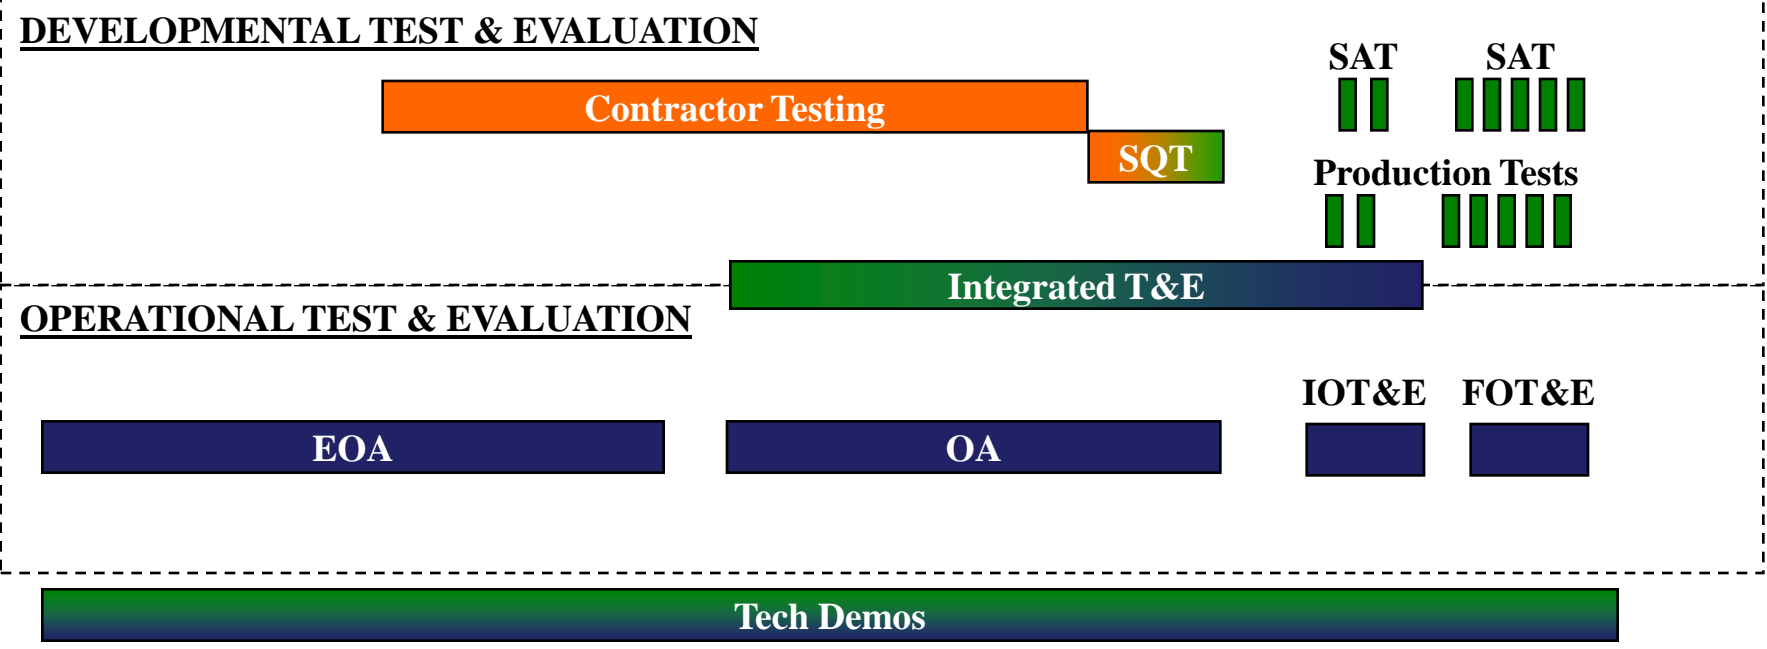 DEVELOPMENTAL TEST & EVALUATION
SAT SAT
Contractor Testing
SQT
Production Tests
Integrated T&E
OPERATIONAL TEST & EVALUATION
IOT&E FOT&E
EOA OA
Tech Demos